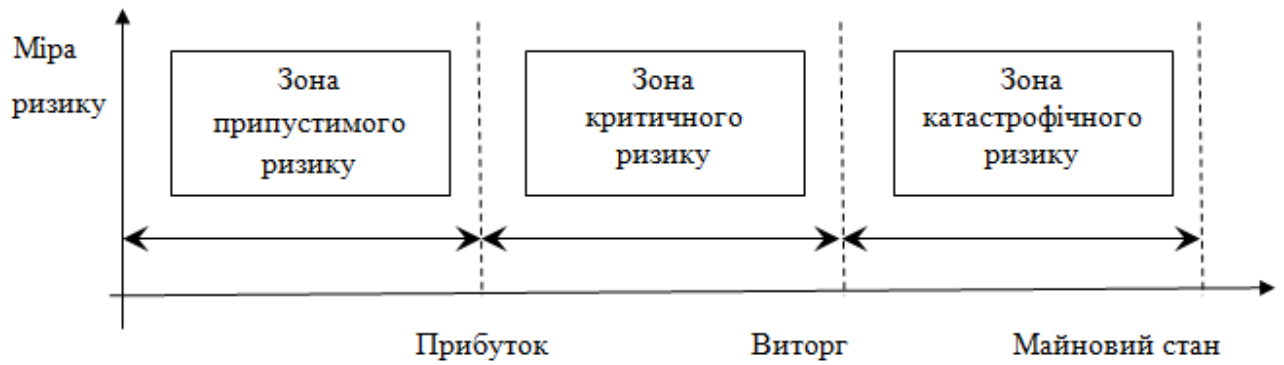 Міра
ризику
Зона
припустимого
ризику
Зона
критичного
ризику
Зона
катастрофічного
ризику
Прибуток
Виторг
Майновий стан